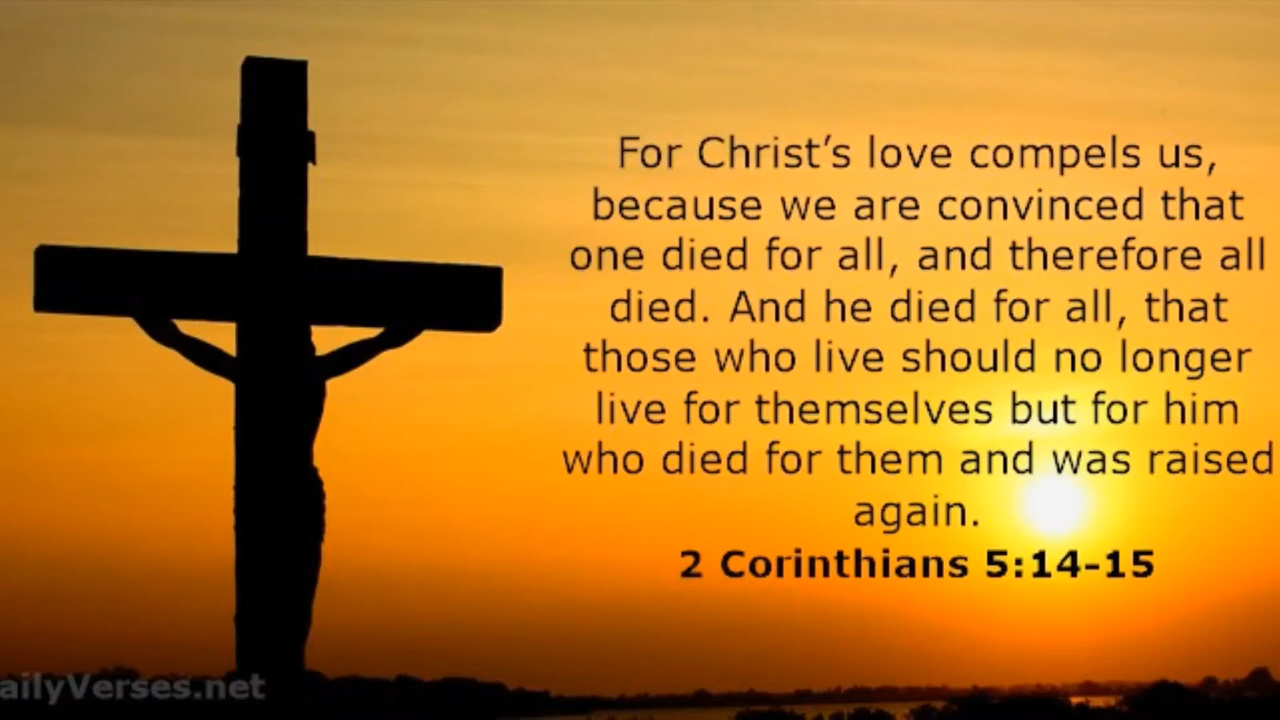 For Christ’s love compels us,
because we are convinced that
one died for all, and therefore all
died. And he died for all, that
those who live should no longer
live for themselves but for him
who died for them and was raised
again.
2 Corinthians 5:14-15
ailyVerses.net